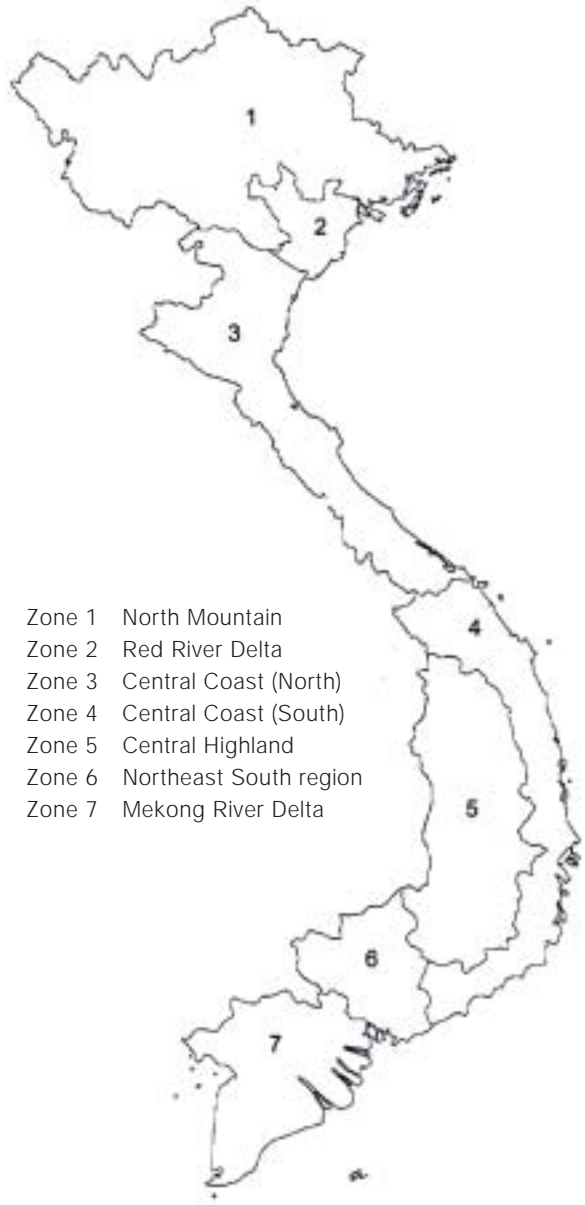 1
2
3
Zone 1 North Mountain
Zone 2 Red River Delta
Zone 3 Central Coast (North)
Zone 4 Central Coast (South)
Zone 5 Central Highland
Zone 6 Northeast South region
Zone 7 Mekong River Delta
4
5
6
7